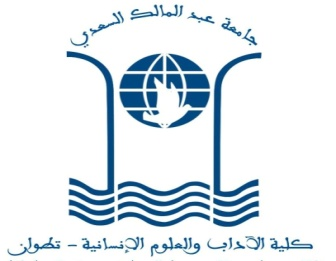 جامعة عبد المالك السعدي
كلية الآداب والعلوم الإنسانية - تطوان